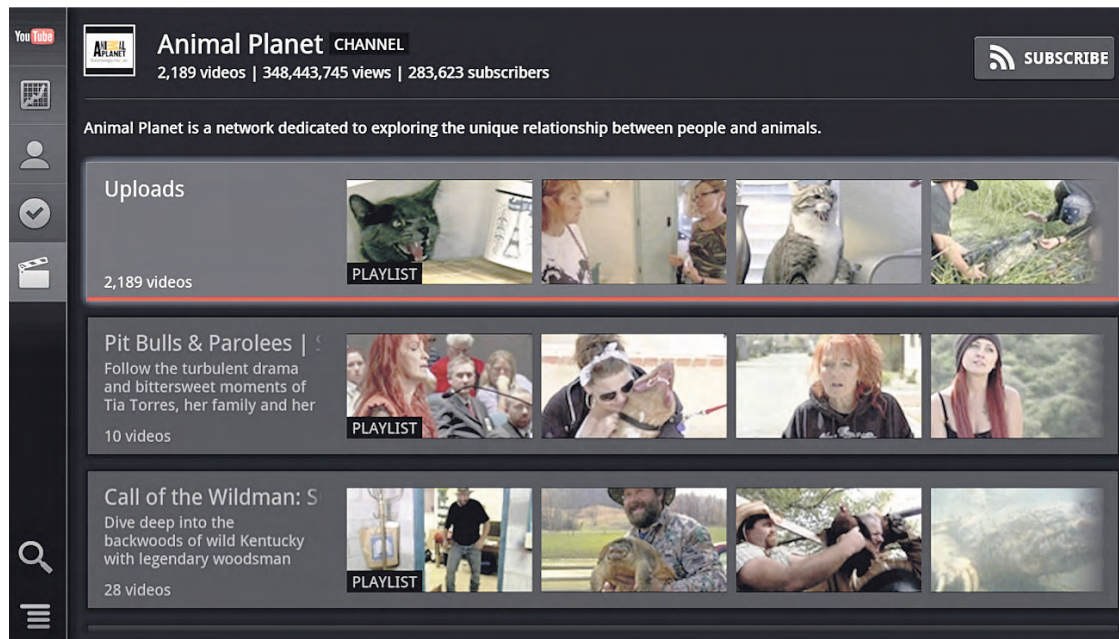 YouTube
ANIMAL
PLANET
Animal Planet CHANNEL
2,189 videos | 348,443,745 views | 283,623 subscribers
SUBSCRIBE
Animal Planet is a network dedicated to exploring the unique relationship between people and animals.
Uploads
2,189 videos
PLAYLIST
Pit Bulls & Parolees |
Follow the turbulent drama
and bittersweet moments of
Tia Torres, her family and her
10 videos
PLAYLIST
Call of the Wildman: S
Dive deep into the
backwoods of wild Kentucky
with legendary woodsman
28 videos
PLAYLIST